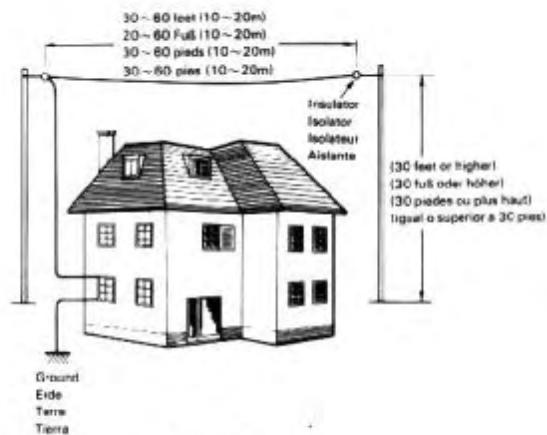 30~60 feet (10~20m)
20~60 Fuß (10~20m)
30~60 pieds (10~20m)
30~60 pies (10~20m)
Insulator
Isolator
Isolateur
Aislante
(30 feet or higher)
(30 fuß oder höher)
(30 piedes ou plus haut)
(igual o superior a 30 pies)
Ground
Erde
Terre
Tierra